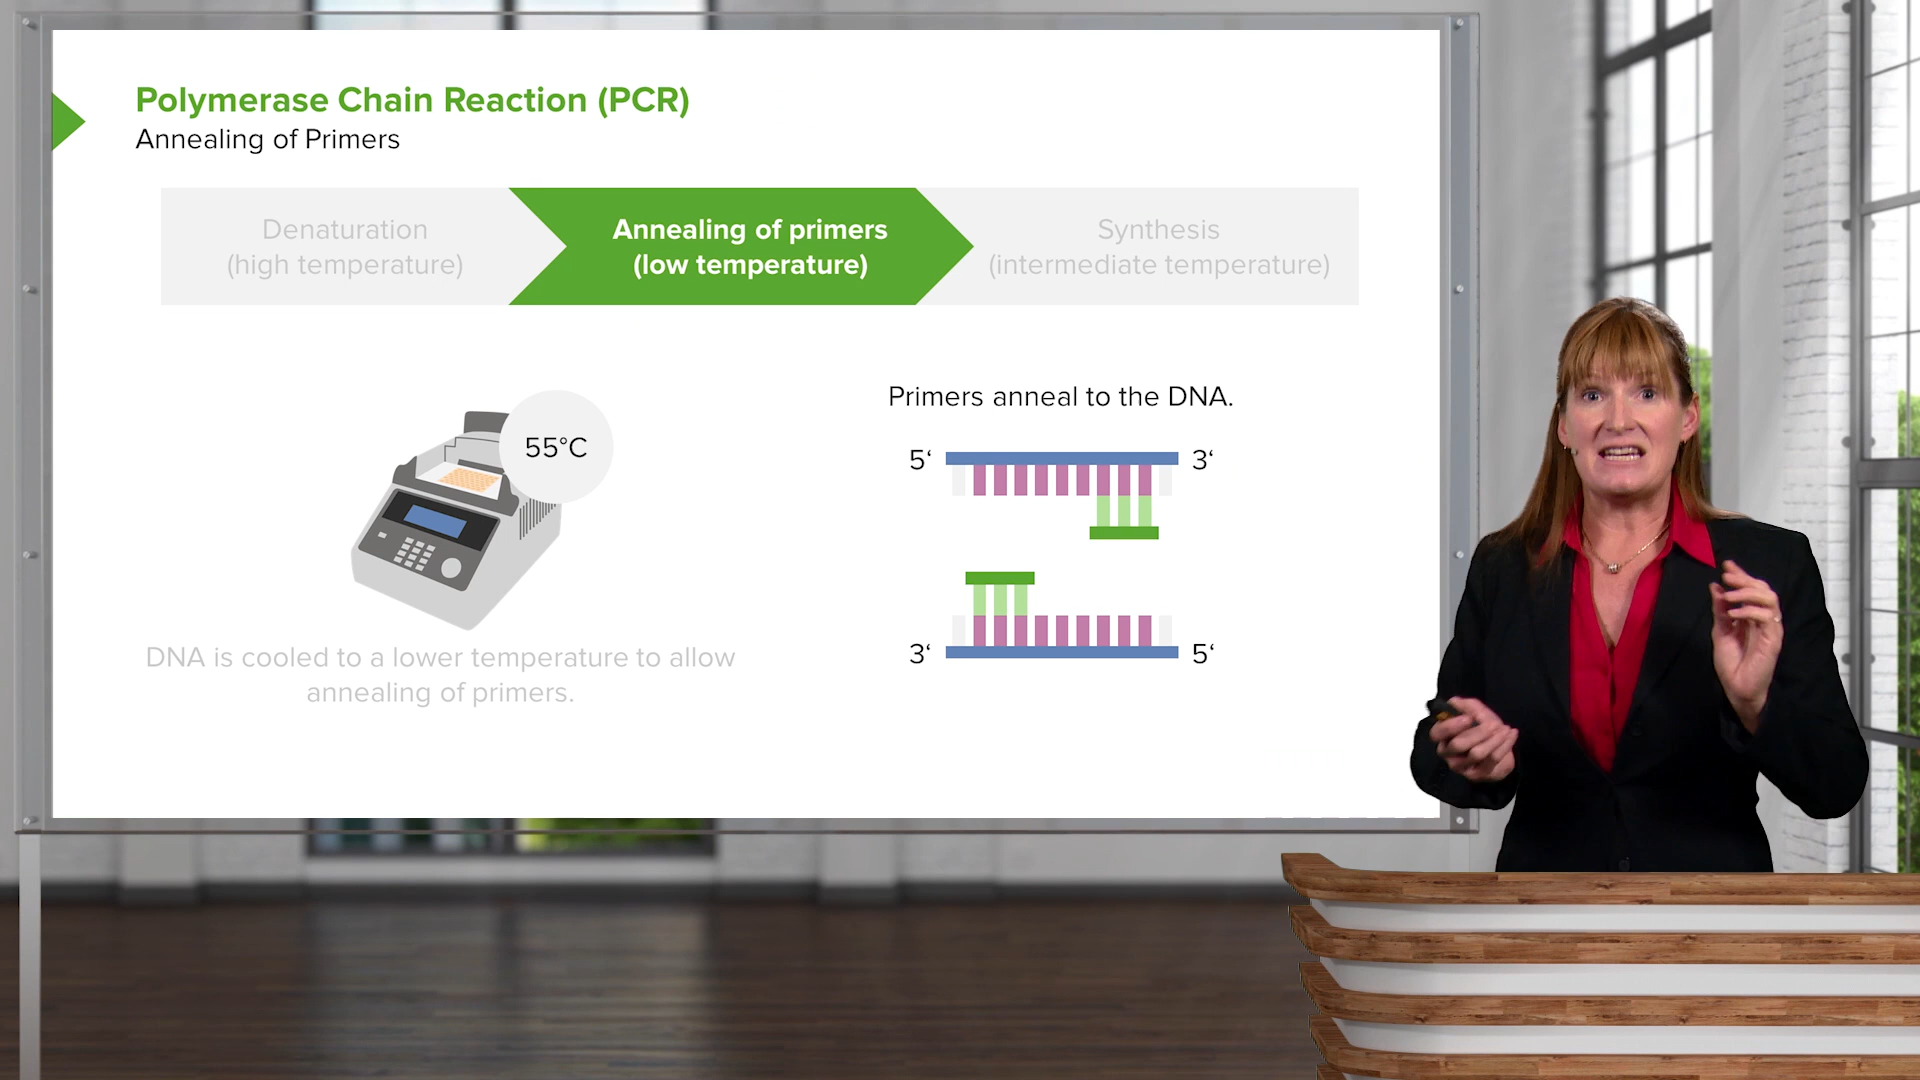 Polymerase Chain Reaction (PCR)
Annealing of Primers
Denaturation
(high temperature)
Annealing of primers
(low temperature)
Synthesis
(intermediate temperature)
55°C
DNA is cooled to a lower temperature to allow
annealing of primers.
Primers anneal to the DNA.
5‘ 3‘
3‘ 5‘